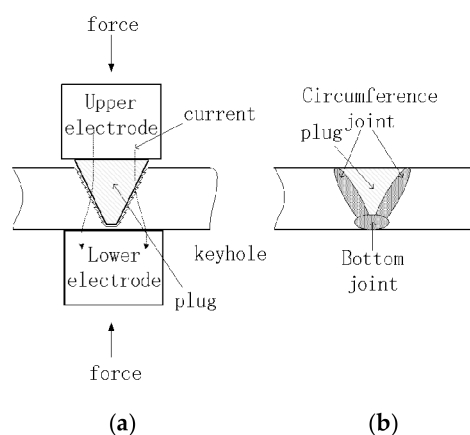 force
Upper
electrode
current
Lower
electrode
keyhole
plug
force
(a)
Circumference
joint
plug
Bottom
joint
(b)